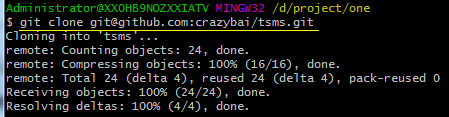 Administrator@XXOHB9NOZXXIATV MINGW32 /d/project/one
$ git clone git@github.com:crazybai/tsms.git
Cloning into 'tsms'...
remote: Counting objects: 24, done.
remote: Compressing objects: 100% (16/16), done.
remote: Total 24 (delta 4), reused 24 (delta 4), pack-reused 0
Receiving objects: 100% (24/24), done.
Resolving deltas: 100% (4/4), done.